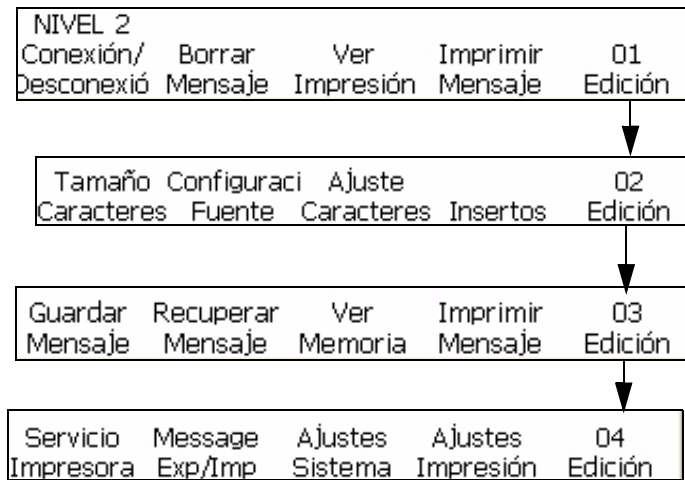 NIVEL 2
Conexión/ Borrar Ver Imprimir 01
Desconexió Mensaje Impresión Mensaje Edición
Tamaño Configuraci Ajuste 02
Caracteres Fuente Caracteres Insertos Edición
Guardar Recuperar Ver Imprimir 03
Mensaje Mensaje Memoria Mensaje Edición
Servicio Message Ajustes Ajustes 04
Impresora Exp/Imp Sistema Impresión Edición